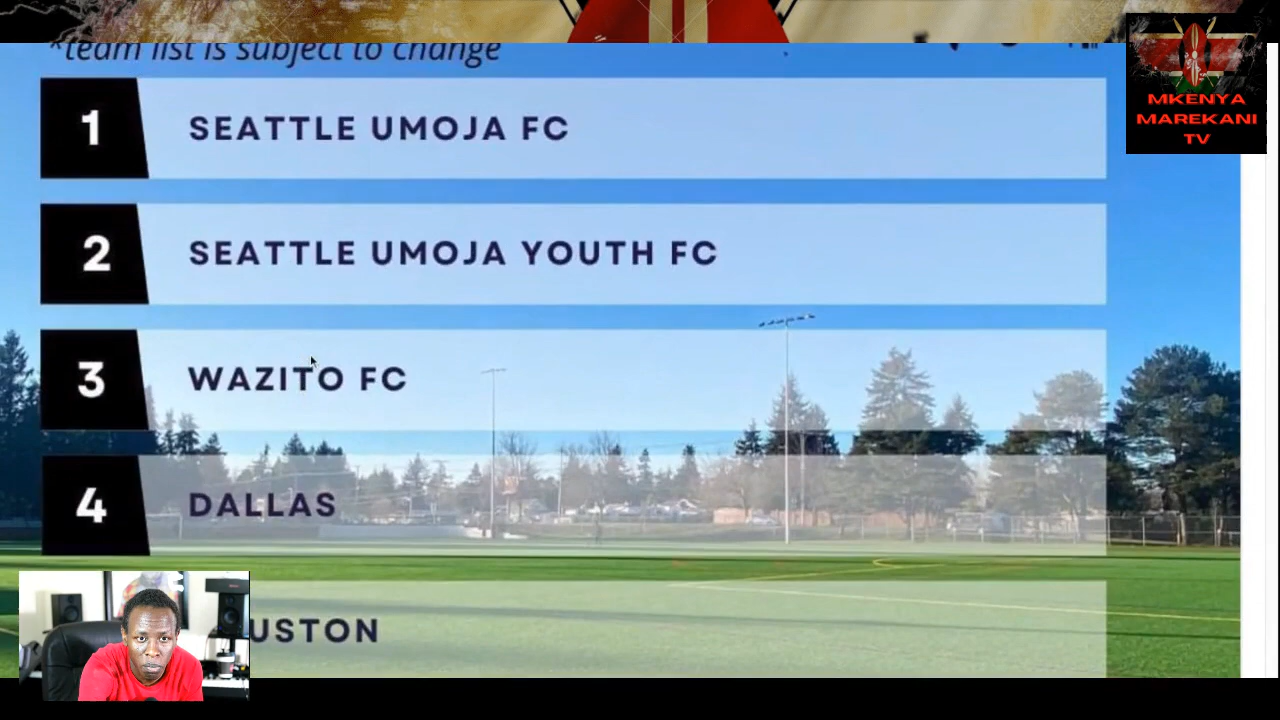 *team list is subject to change
MKENYA
MAREKANI
TV
1 SEATTLE UMOJA FC
2 SEATTLE UMOJA YOUTH FC
3 WAZITO FC
4 DALLAS
USTON